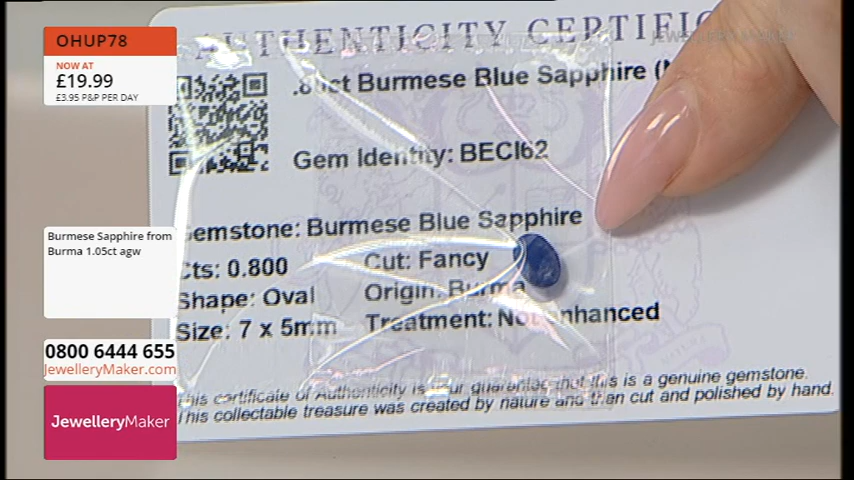 OHUP78
NOW AT
£19.99
£3.95 P&P PER DAY
Burmese Sapphire from
Burma 1.05ct agw
0800 6444 655
JewelleryMaker.com
JewelleryMaker
JEWELLERYMAKER
AUTHENTICITY CERTIFIC
ct Burmese Blue Sapphire (
Gem Identity: BECI62
Gemstone: Burmese Blue Sapphire
Cts: 0.800 Cut: Fancy
Shape: Oval Origin: Burma
Size: 7 x 5mm Treatment: Not enhanced
This certificate of Authenticity is your guarantee that this is a genuine gemstone.
This collectable treasure was created by nature and then cut and polished by hand.